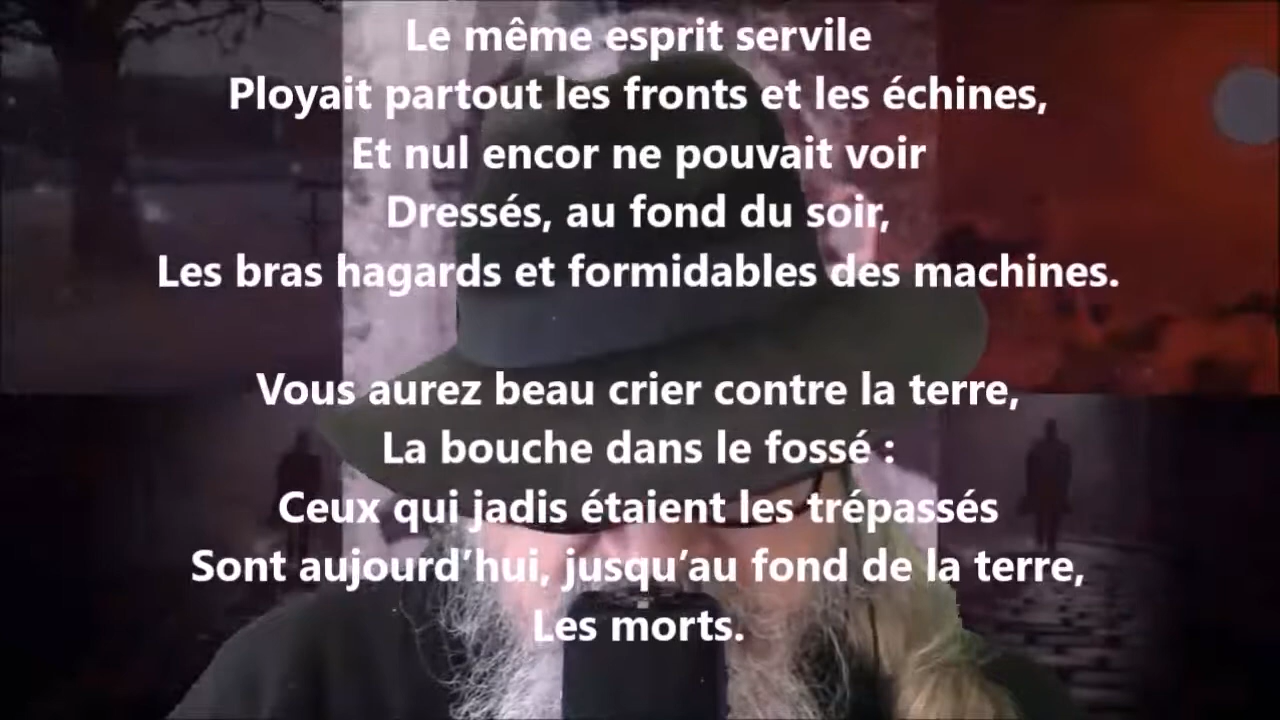 Le même esprit servile
Ployait partout les fronts et les échines,
Et nul encor ne pouvait voir
Dressés, au fond du soir,
Les bras hagards et formidables des machines.
Vous aurez beau crier contre la terre,
La bouche dans le fossé :
Ceux qui jadis étaient les trépassés
Sont aujourd’hui, jusqu’au fond de la terre,
Les morts.